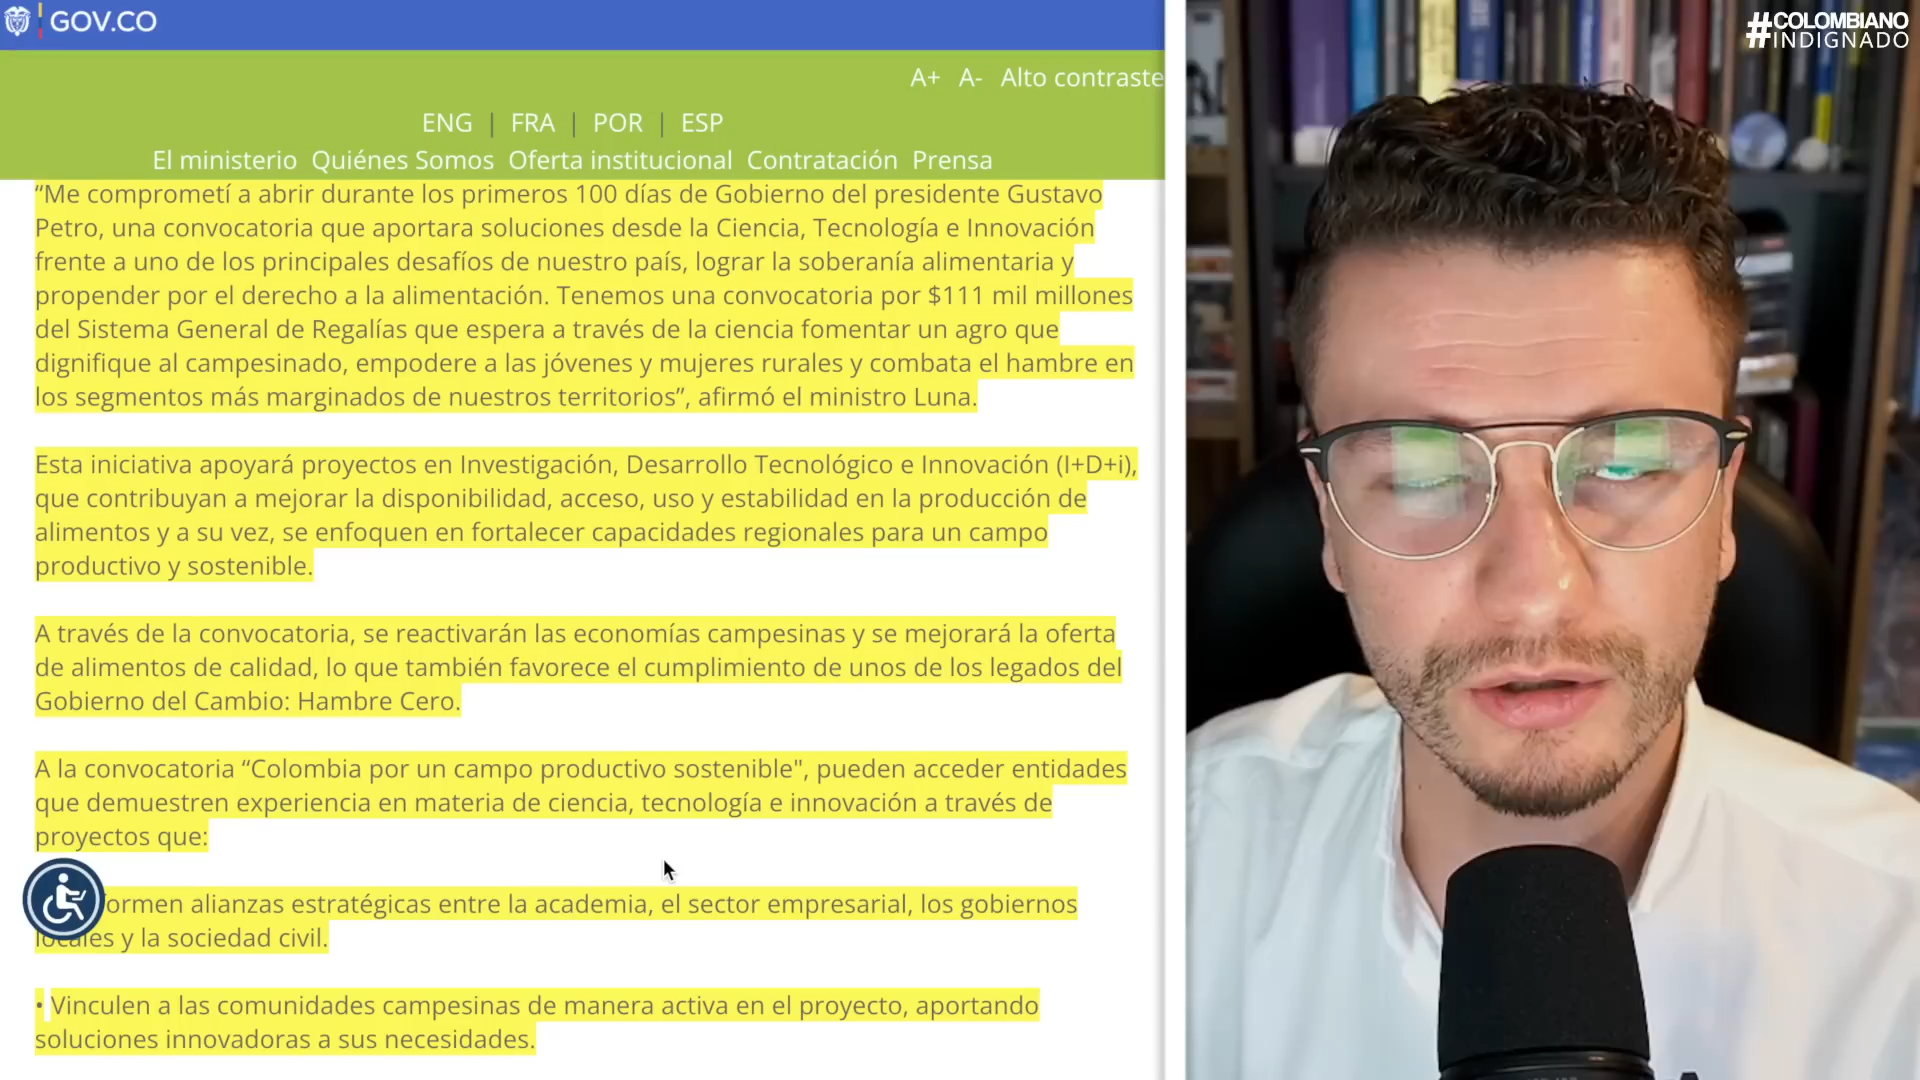 GOV.CO
#COLOMBIANO
INDIGNADO
A+ A- Alto contraste
ENG | FRA | POR | ESP
El ministerio Quiénes Somos Oferta institucional Contratación Prensa
“Me comprometí a abrir durante los primeros 100 días de Gobierno del presidente Gustavo
Petro, una convocatoria que aportara soluciones desde la Ciencia, Tecnología e Innovación
frente a uno de los principales desafíos de nuestro país, lograr la soberanía alimentaria y
propender por el derecho a la alimentación. Tenemos una convocatoria por $111 mil millones
del Sistema General de Regalías que espera a través de la ciencia fomentar un agro que
dignifique al campesinado, empodere a las jóvenes y mujeres rurales y combata el hambre en
los segmentos más marginados de nuestros territorios”, afirmó el ministro Luna.
Esta iniciativa apoyará proyectos en Investigación, Desarrollo Tecnológico e Innovación (I+D+i),
que contribuyan a mejorar la disponibilidad, acceso, uso y estabilidad en la producción de
alimentos y a su vez, se enfoquen en fortalecer capacidades regionales para un campo
productivo y sostenible.
A través de la convocatoria, se reactivarán las economías campesinas y se mejorará la oferta
de alimentos de calidad, lo que también favorece el cumplimiento de unos de los legados del
Gobierno del Cambio: Hambre Cero.
A la convocatoria “Colombia por un campo productivo sostenible", pueden acceder entidades
que demuestren experiencia en materia de ciencia, tecnología e innovación a través de
proyectos que:
formen alianzas estratégicas entre la academia, el sector empresarial, los gobiernos
locales y la sociedad civil.
• Vinculen a las comunidades campesinas de manera activa en el proyecto, aportando
soluciones innovadoras a sus necesidades.